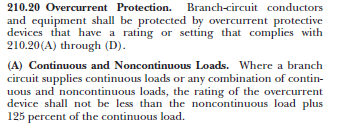 210.20 Overcurrent Protection. Branch-circuit conductors
and equipment shall be protected by overcurrent protective
devices that have a rating or setting that complies with
210.20(A) through (D).
(A) Continuous and Noncontinuous Loads. Where a branch
circuit supplies continuous loads or any combination of contin-
uous and noncontinuous loads, the rating of the overcurrent
device shall not be less than the noncontinuous load plus
125 percent of the continuous load.